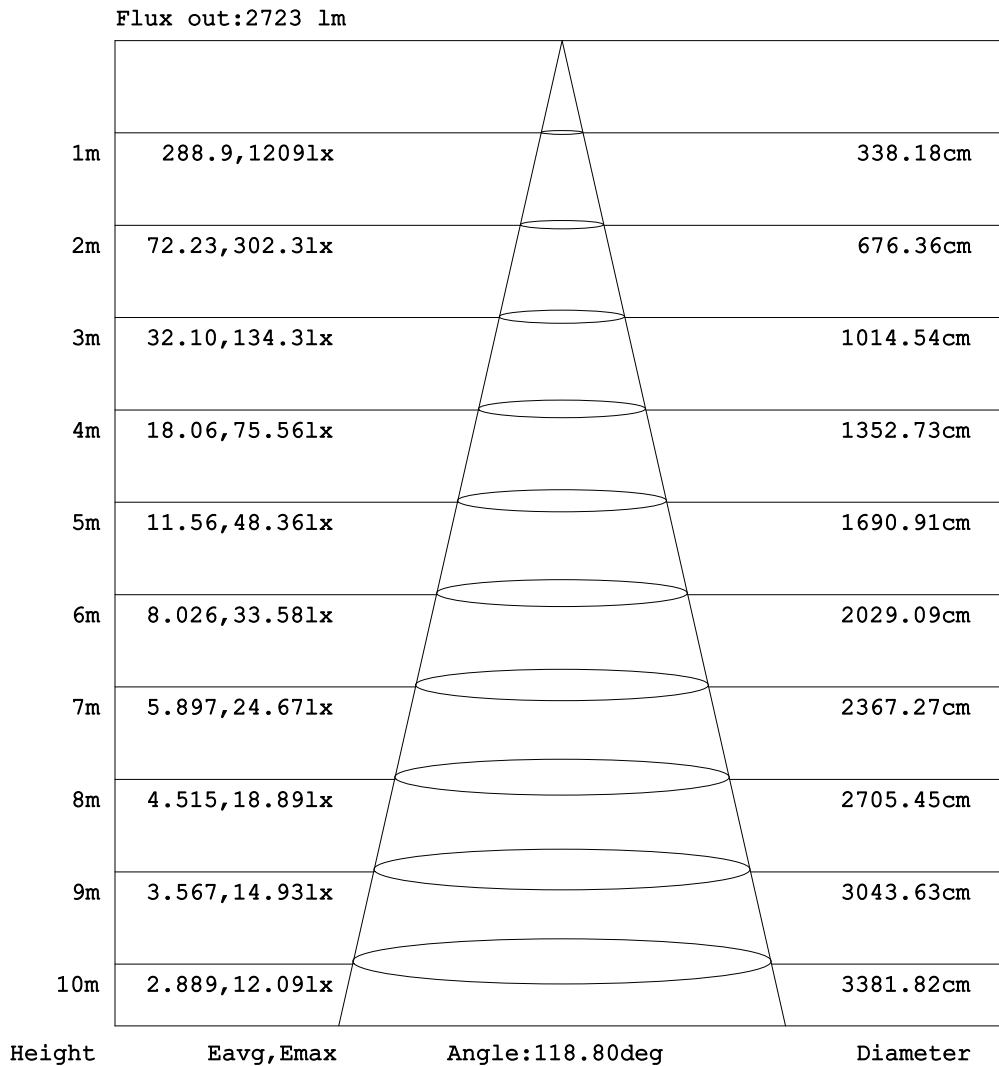 Flux out:2723 lm
1m 288.9,1209lx 338.18cm
2m 72.23,302.3lx 676.36cm
3m 32.10,134.3lx 1014.54cm
4m 18.06,75.56lx 1352.73cm
5m 11.56,48.36lx 1690.91cm
6m 8.026,33.58lx 2029.09cm
7m 5.897,24.67lx 2367.27cm
8m 4.515,18.89lx 2705.45cm
9m 3.567,14.93lx 3043.63cm
10m 2.889,12.09lx 3381.82cm
Height Eavg,Emax Angle:118.80deg Diameter